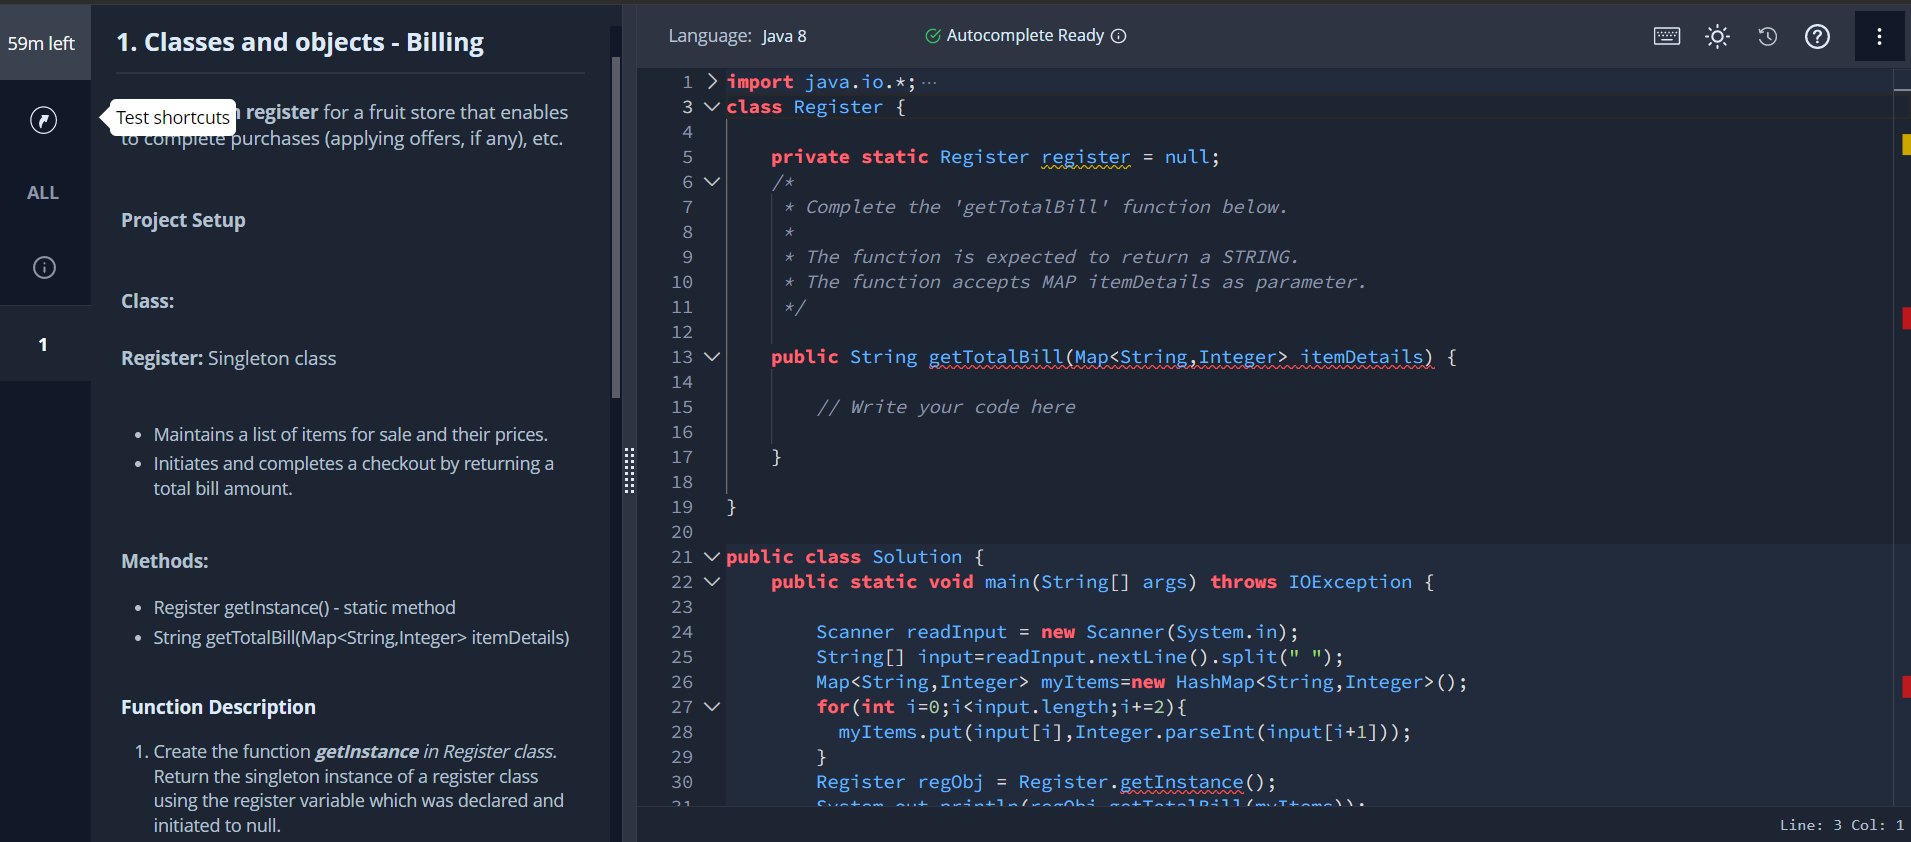 59m left
ALL
1
Test shortcuts
1. Classes and objects - Billing
register for a fruit store that enables
to complete purchases (applying offers, if any), etc.
Project Setup
Class:
Register: Singleton class
• Maintains a list of items for sale and their prices.
• Initiates and completes a checkout by returning a
total bill amount.
Methods:
• Register getInstance() - static method
• String getTotalBill(Map<String,Integer> itemDetails)
Function Description
1. Create the function getInstance in Register class.
Return the singleton instance of a register class
using the register variable which was declared and
initiated to null.
Language: Java 8
Autocomplete Ready
1 import java.io.*;···
3 class Register {
4
5 private static Register register = null;
6 /*
7 * Complete the 'getTotalBill' function below.
8 *
9 * The function is expected to return a STRING.
10 * The function accepts MAP itemDetails as parameter.
11 */
12
13 public String getTotalBill(Map<String,Integer> itemDetails) {
14
15 // Write your code here
16
17 }
18
19 }
20
21 public class Solution {
22 public static void main(String[] args) throws IOException {
23
24 Scanner readInput = new Scanner(System.in);
25 String[] input=readInput.nextLine().split(" ");
26 Map<String,Integer> myItems=new HashMap<String,Integer>();
27 for(int i=0;i<input.length;i+=2){
28 myItems.put(input[i],Integer.parseInt(input[i+1]));
29 }
30 Register regObj = Register.getInstance();
31 System.out.println(regObj.getTotalBill(myItems));
Line: 3 Col: 1